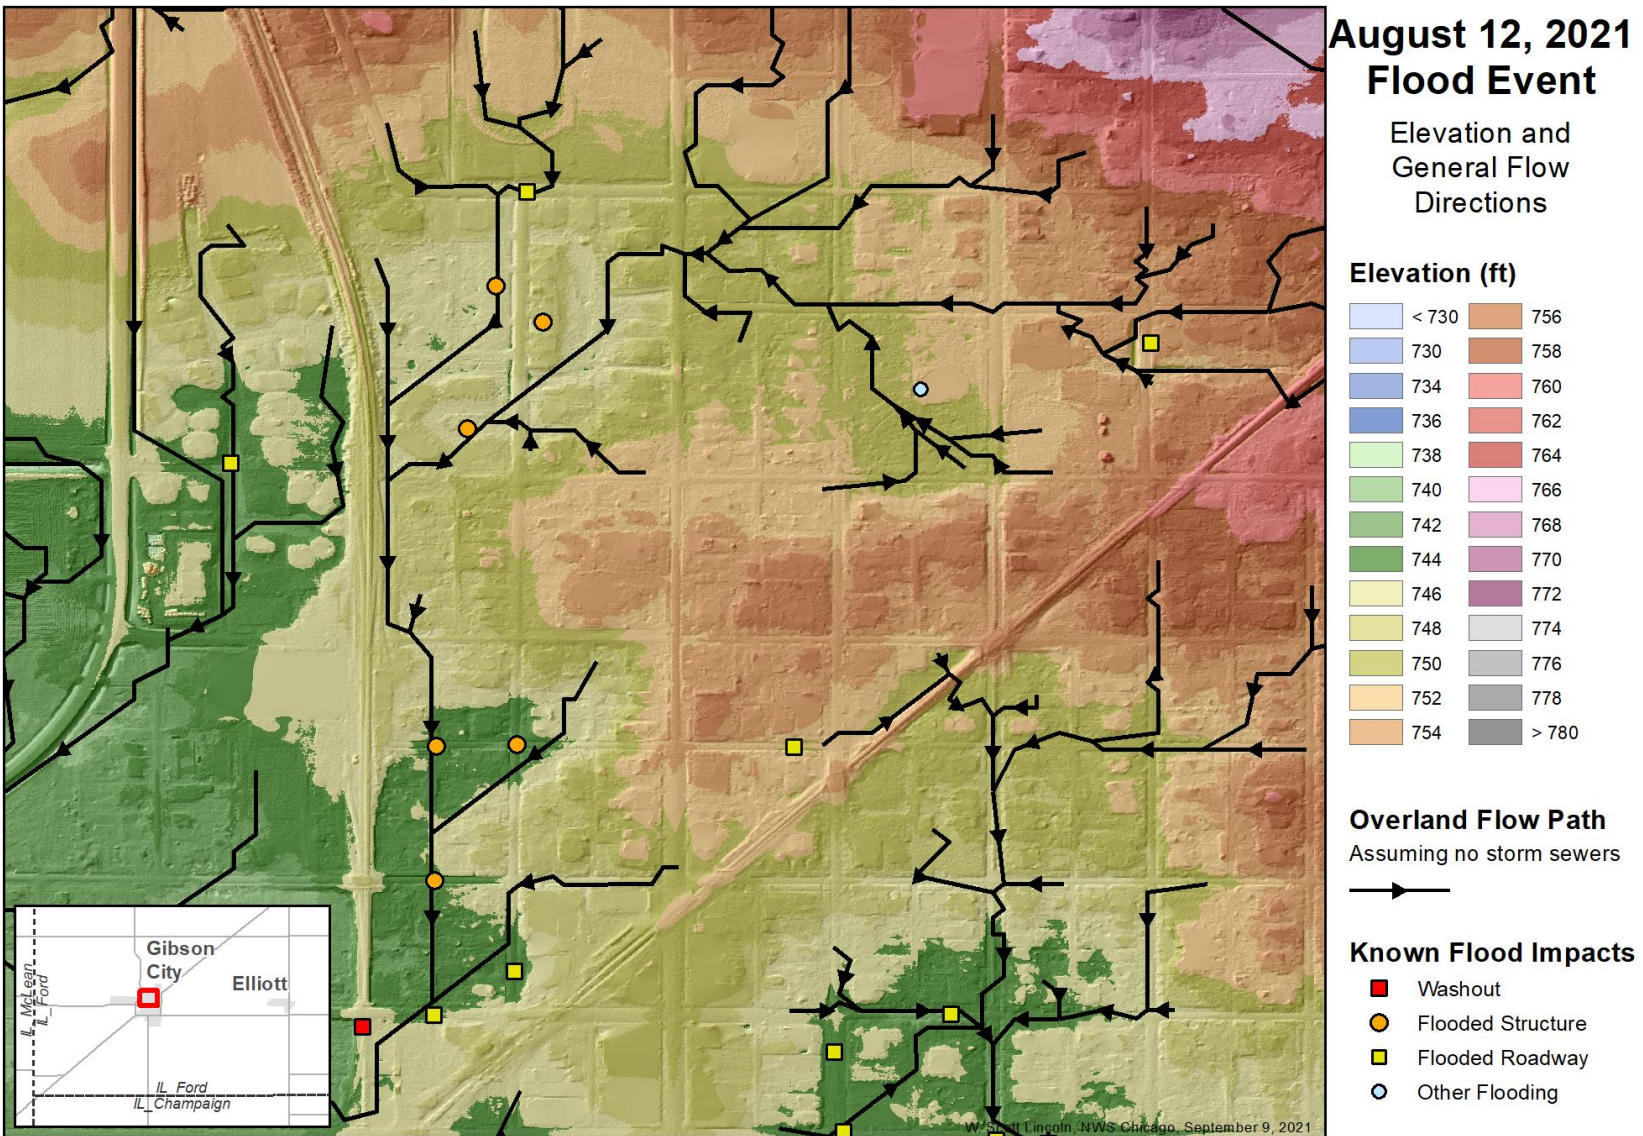 August 12, 2021
Flood Event
Elevation and
General Flow
Directions
Elevation (ft)
< 730
730
734
736
738
740
742
744
746
748
750
752
754
756
758
760
762
764
766
768
770
772
774
776
778
> 780
Overland Flow Path
Assuming no storm sewers
Known Flood Impacts
Washout
Flooded Structure
Flooded Roadway
Other Flooding
Gibson
City
Elliott
IL_McLean
IL_Ford
IL_Ford
IL_Champaign
W. Scott Lincoln, NWS Chicago, September 9, 2021